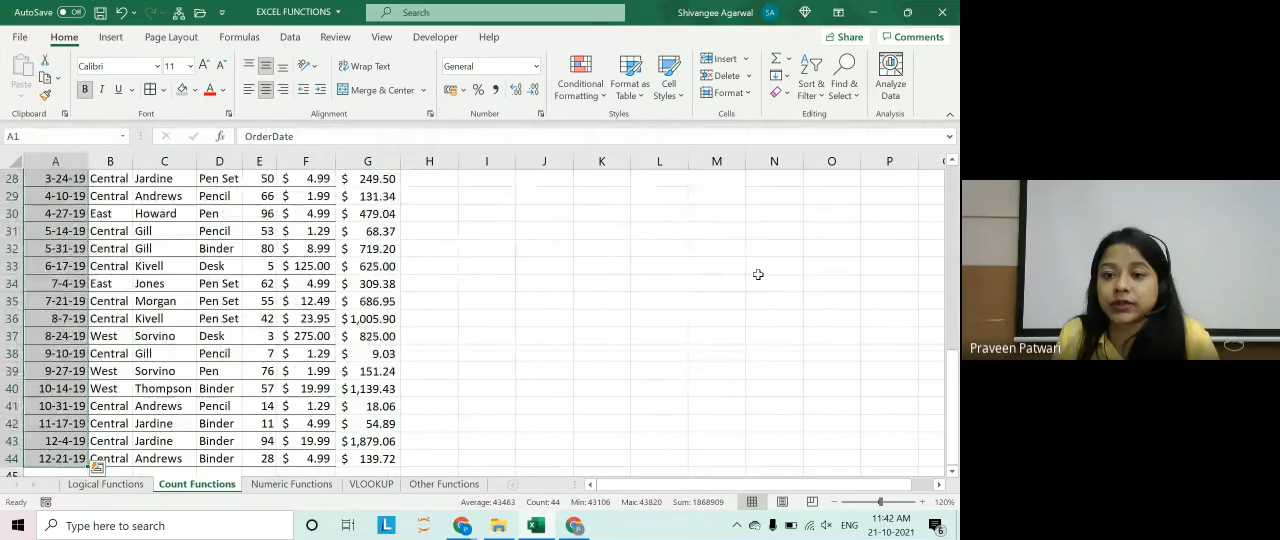 AutoSave Off EXCEL FUNCTIONS Search Shivangee Agarwal SA
File Home Insert Page Layout Formulas Data Review View Developer Help Share Comments
Paste Calibri 11 Wrap Text General Conditional Formatting Format as Table Cell Styles Insert Delete Format Sort & Filter Find & Select Analyze Data
B I U Merge & Center $ % 9
Clipboard Font Alignment Number Styles Cells Editing Analysis
A1 fx OrderDate
A B C D E F G H I J K L M N O P
28 3-24-19 Central Jardine Pen Set 50 $ 4.99 $ 249.50
29 4-10-19 Central Andrews Pencil 66 $ 1.99 $ 131.34
30 4-27-19 East Howard Pen 96 $ 4.99 $ 479.04
31 5-14-19 Central Gill Pencil 53 $ 1.29 $ 68.37
32 5-31-19 Central Gill Binder 80 $ 8.99 $ 719.20
33 6-17-19 Central Kivell Desk 5 $ 125.00 $ 625.00
34 7-4-19 East Jones Pen Set 62 $ 4.99 $ 309.38
35 7-21-19 Central Morgan Pen Set 55 $ 12.49 $ 686.95
36 8-7-19 Central Kivell Pen Set 42 $ 23.95 $ 1,005.90
37 8-24-19 West Sorvino Desk 3 $ 275.00 $ 825.00
38 9-10-19 Central Gill Pencil 7 $ 1.29 $ 9.03
39 9-27-19 West Sorvino Pen 76 $ 1.99 $ 151.24
40 10-14-19 West Thompson Binder 57 $ 19.99 $ 1,139.43
41 10-31-19 Central Andrews Pencil 14 $ 1.29 $ 18.06
42 11-17-19 Central Jardine Binder 11 $ 4.99 $ 54.89
43 12-4-19 Central Jardine Binder 94 $ 19.99 $ 1,879.06
44 12-21-19 Central Andrews Binder 28 $ 4.99 $ 139.72
Logical Functions Count Functions Numeric Functions VLOOKUP Other Functions
Ready Average: 43463 Count: 44 Min: 43106 Max: 43820 Sum: 1868909 120%
Type here to search L ENG 11:42 AM 21-10-2021 6
Praveen Patwari